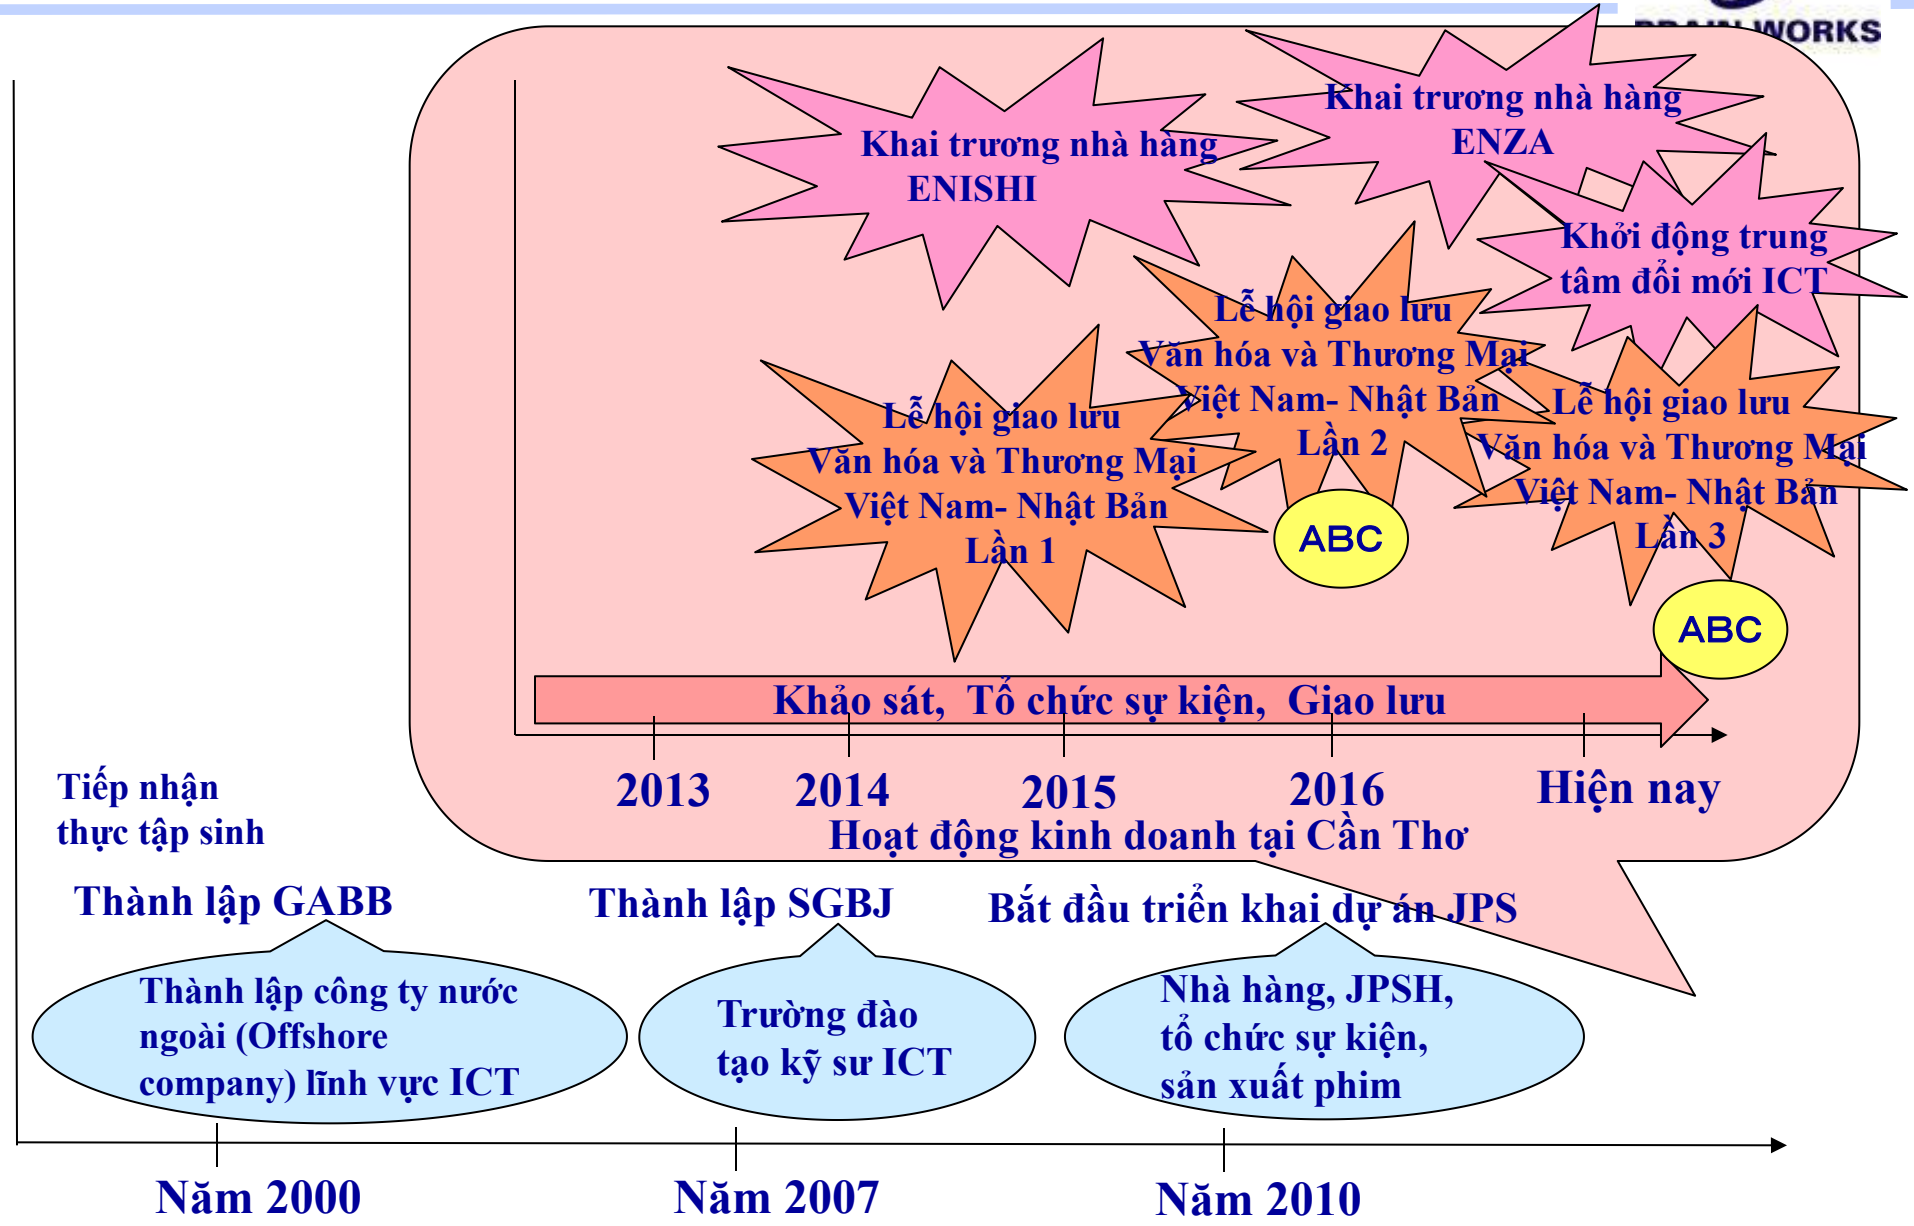 BRAIN WORKS
Khai trương nhà hàng
ENISHI
Khai trương nhà hàng
ENZA
Khởi động trung
tâm đổi mới ICT
Lễ hội giao lưu
Văn hóa và Thương Mại
Việt Nam- Nhật Bản
Lần 1
Lễ hội giao lưu
Văn hóa và Thương Mại
Việt Nam- Nhật Bản
Lần 2
Lễ hội giao lưu
Văn hóa và Thương Mại
Việt Nam- Nhật Bản
Lần 3
ABC
ABC
Khảo sát, Tổ chức sự kiện, Giao lưu
2013
2014
2015
2016
Hiện nay
Hoạt động kinh doanh tại Cần Thơ
Tiếp nhận
thực tập sinh
Thành lập GABB
Thành lập SGBJ
Bắt đầu triển khai dự án JPS
Thành lập công ty nước
ngoài (Offshore
company) lĩnh vực ICT
Trường đào
tạo kỹ sư ICT
Nhà hàng, JPSH,
tổ chức sự kiện,
sản xuất phim
Năm 2000
Năm 2007
Năm 2010